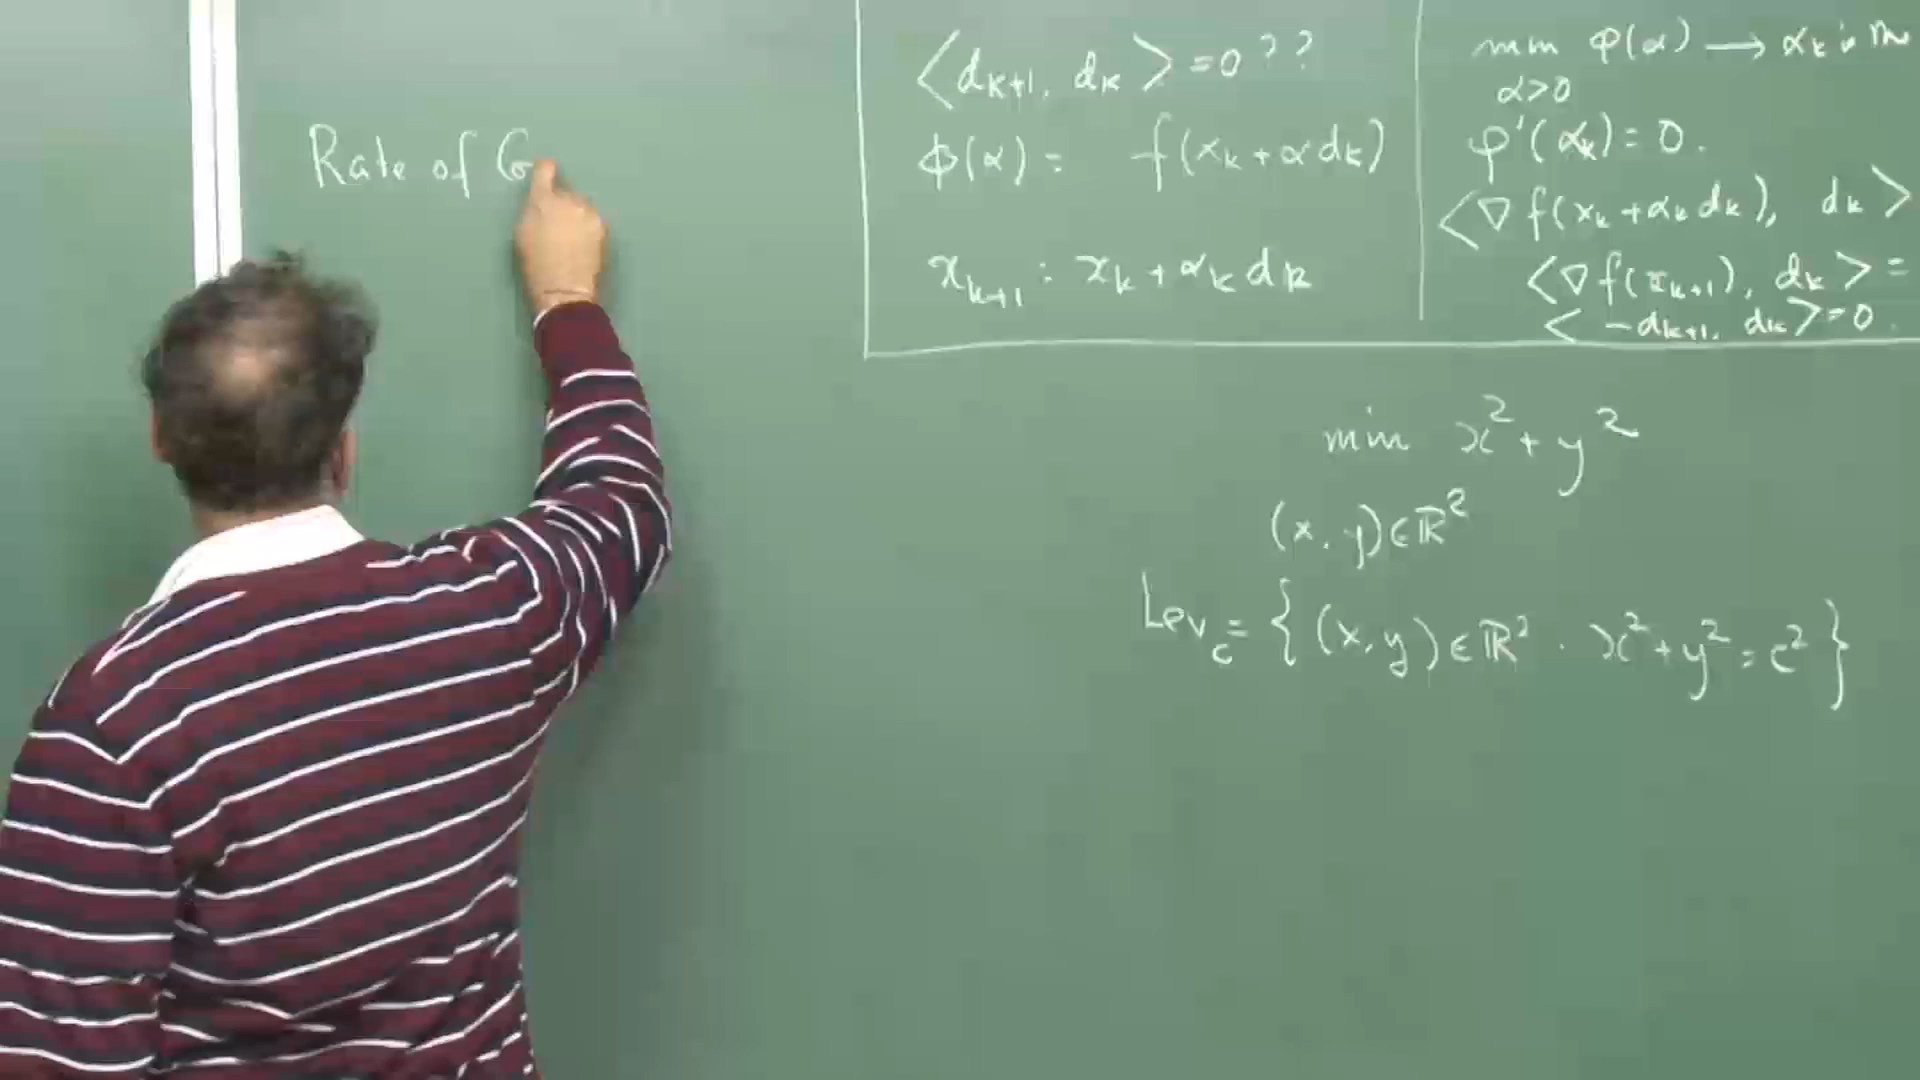 Rate of Co
⟨d_{k+1}, d_k⟩ = 0 ??
φ(α) = f(x_k + α d_k)
x_{k+1} : x_k + α_k d_k
min φ(α) → α_k is the
α>0
φ'(α_k) = 0.
⟨∇f(x_k + α_k d_k), d_k⟩
⟨∇f(x_{k+1}), d_k⟩ =
⟨-d_{k+1}, d_k⟩ = 0.
min x² + y²
(x, y) ∈ ℝ²
Lev_c = { (x, y) ∈ ℝ² : x² + y² = c² }